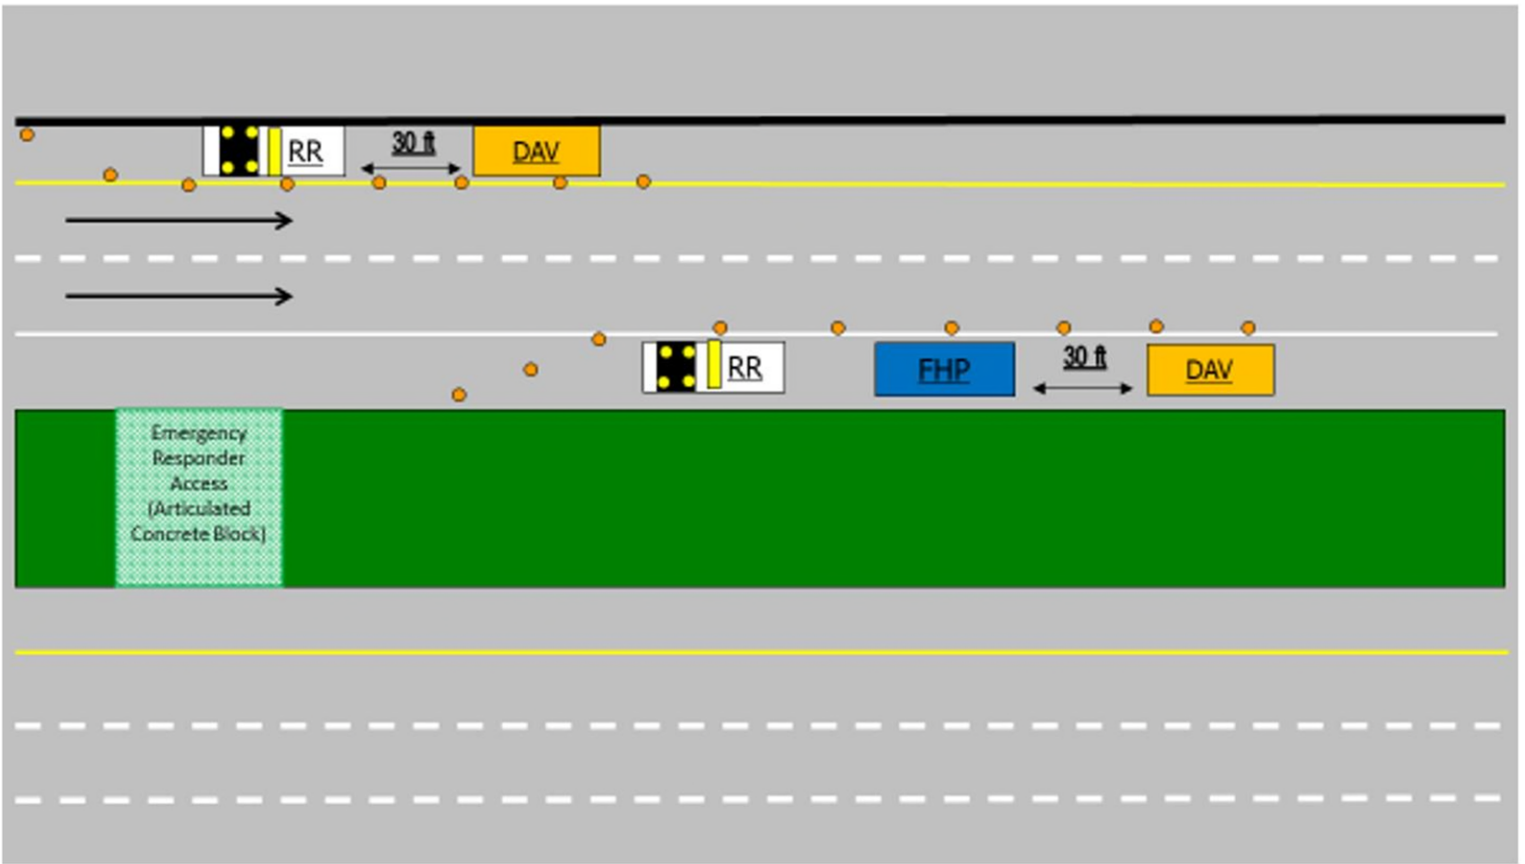 RR
30 ft
DAV
RR
FHP
30 ft
DAV
Emergency
Responder
Access
(Articulated
Concrete Block)